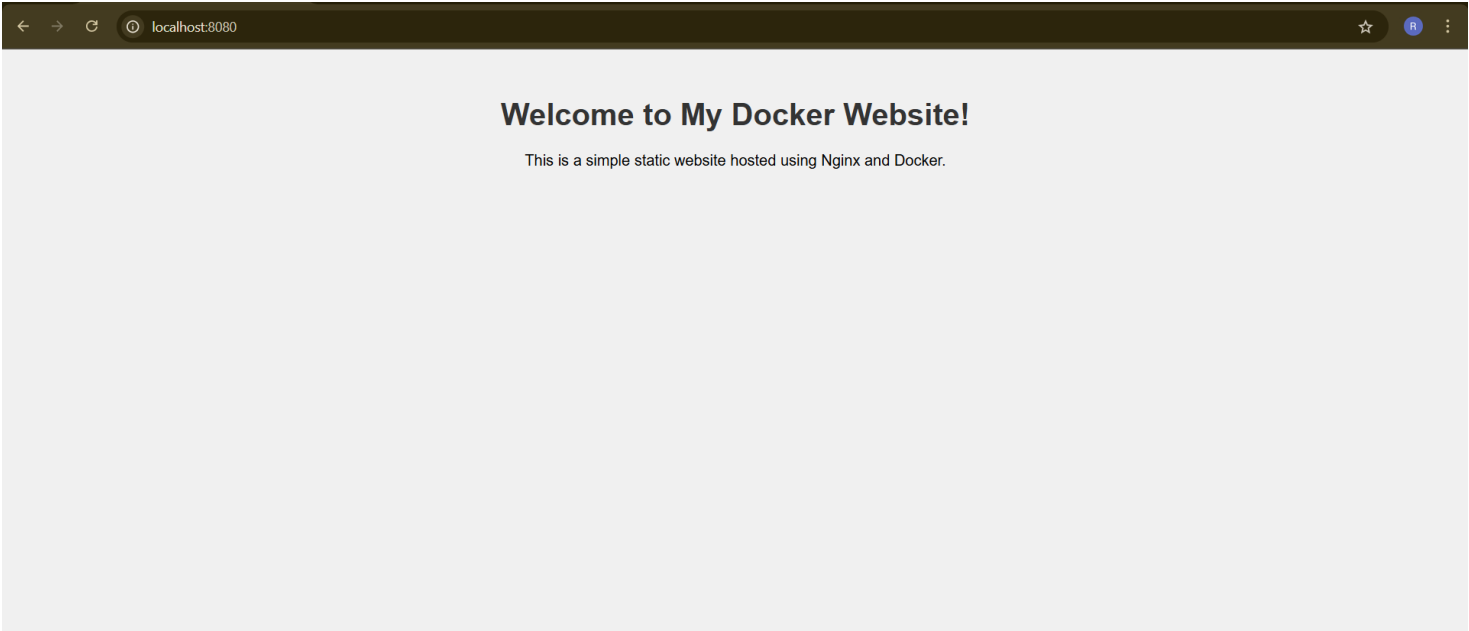 localhost:8080
R
Welcome to My Docker Website!
This is a simple static website hosted using Nginx and Docker.